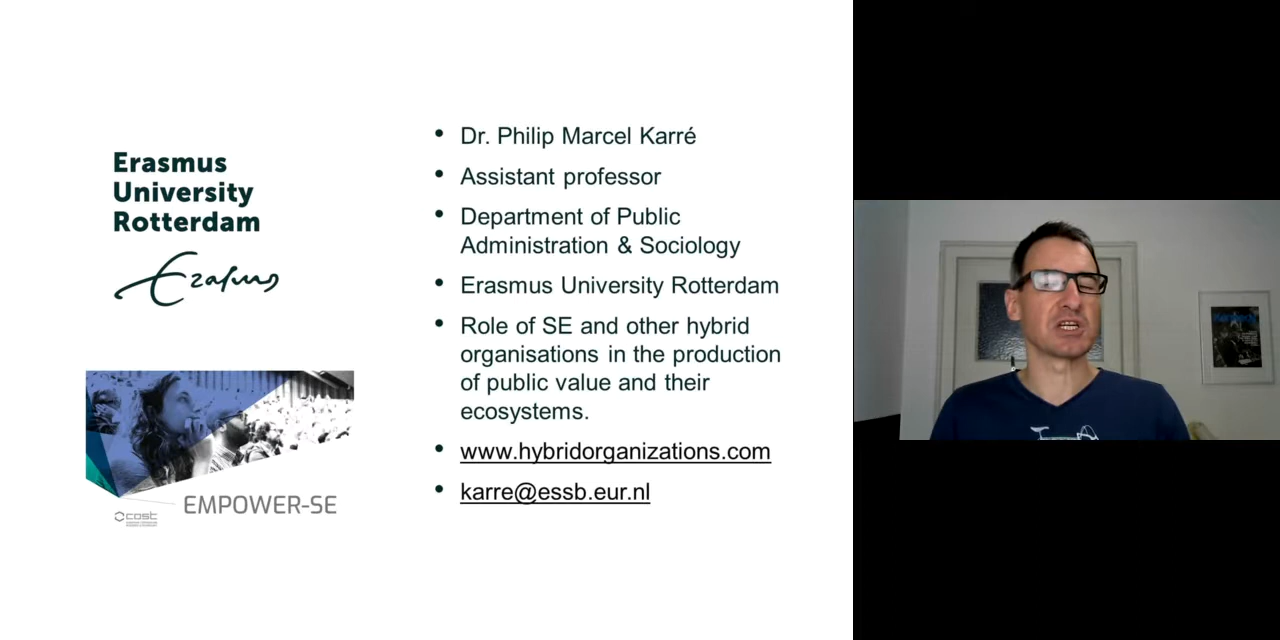 Erasmus
University
Rotterdam
Erasmus
EMPOWER-SE
cost
• Dr. Philip Marcel Karré
• Assistant professor
• Department of Public
Administration & Sociology
• Erasmus University Rotterdam
• Role of SE and other hybrid
organisations in the production
of public value and their
ecosystems.
• www.hybridorganizations.com
• karre@essb.eur.nl